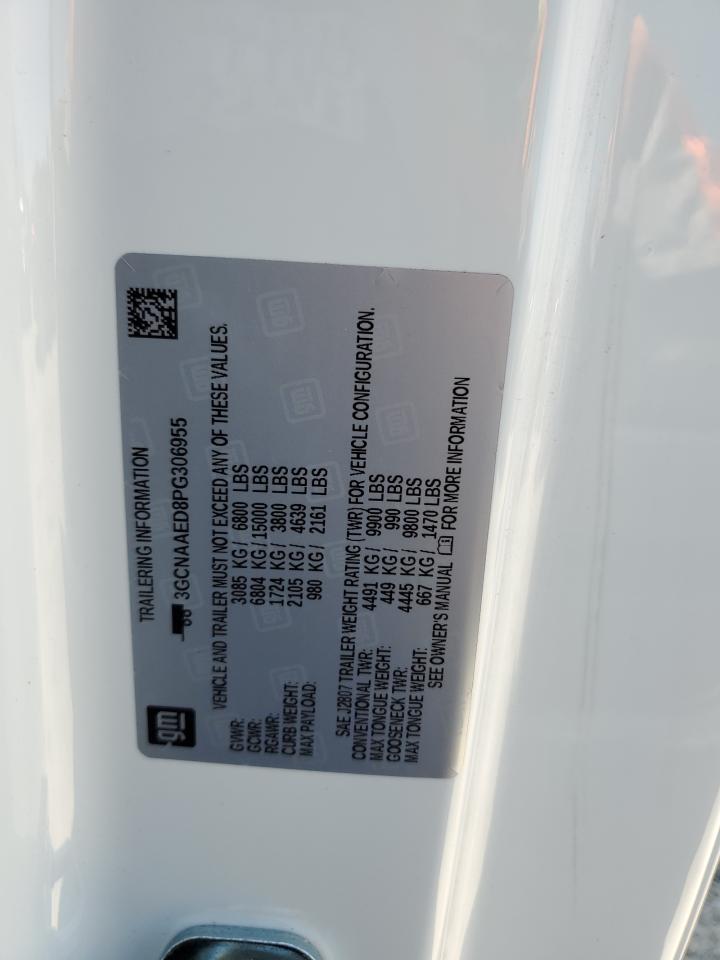 gm
TRAILERING INFORMATION
3GCNAAED8PG306955
VEHICLE AND TRAILER MUST NOT EXCEED ANY OF THESE VALUES.
GVWR: 3085 KG / 6800 LBS
GCWR: 6804 KG / 15000 LBS
RGAWR: 1724 KG / 3800 LBS
CURB WEIGHT: 2105 KG / 4639 LBS
MAX PAYLOAD: 980 KG / 2161 LBS
SAE J2807 TRAILER WEIGHT RATING (TWR) FOR VEHICLE CONFIGURATION.
CONVENTIONAL TWR: 4491 KG / 9900 LBS
MAX TONGUE WEIGHT: 449 KG / 990 LBS
GOOSENECK TWR: 4445 KG / 9800 LBS
MAX TONGUE WEIGHT: 667 KG / 1470 LBS
SEE OWNER'S MANUAL FOR MORE INFORMATION